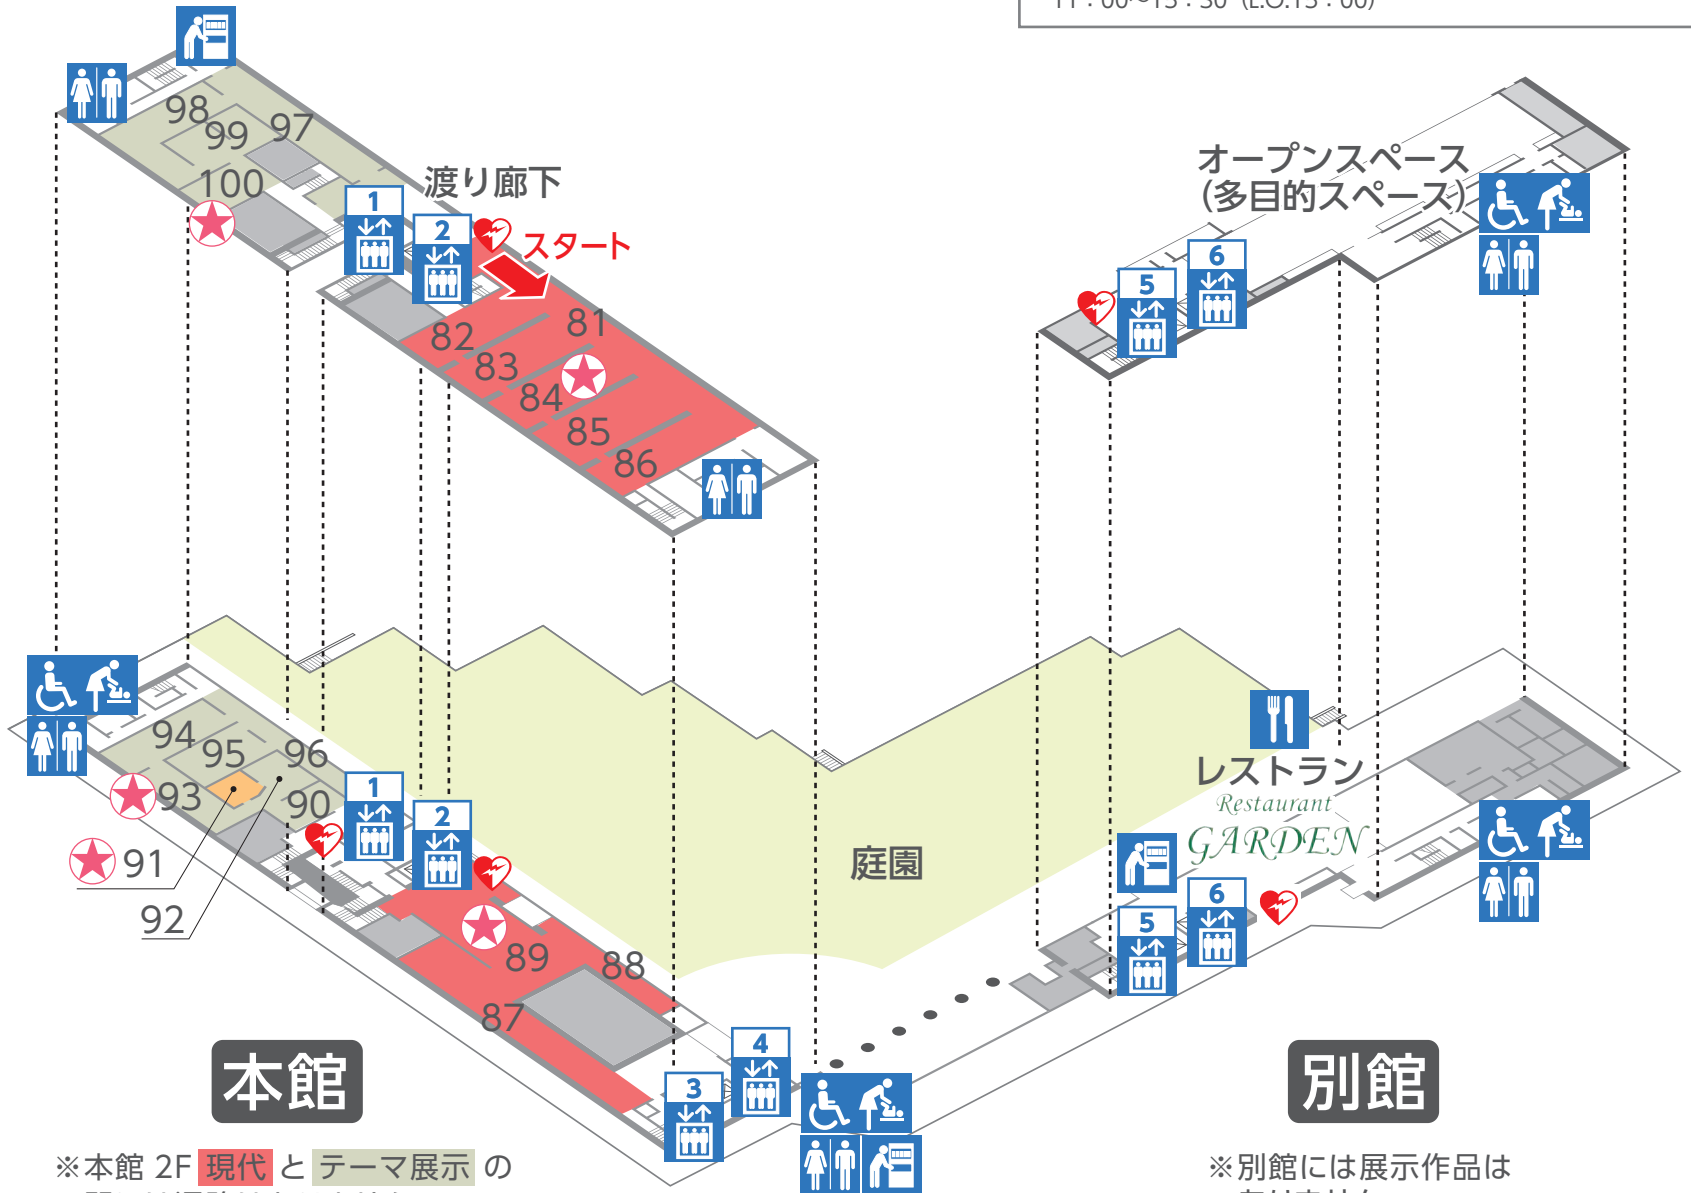 11：00〜15：30（L.O.15：00）
98
99
97
100
1
渡り廊下
2
スタート
81
82
83
84
85
86
オープンスペース
（多目的スペース）
6
5
94
95
96
93
90
1
2
91
92
89
88
87
庭園
レストラン
Restaurant
GARDEN
6
5
4
3
本館
別館
※本館 2F 現代 と テーマ展示 の
※別館には展示作品は